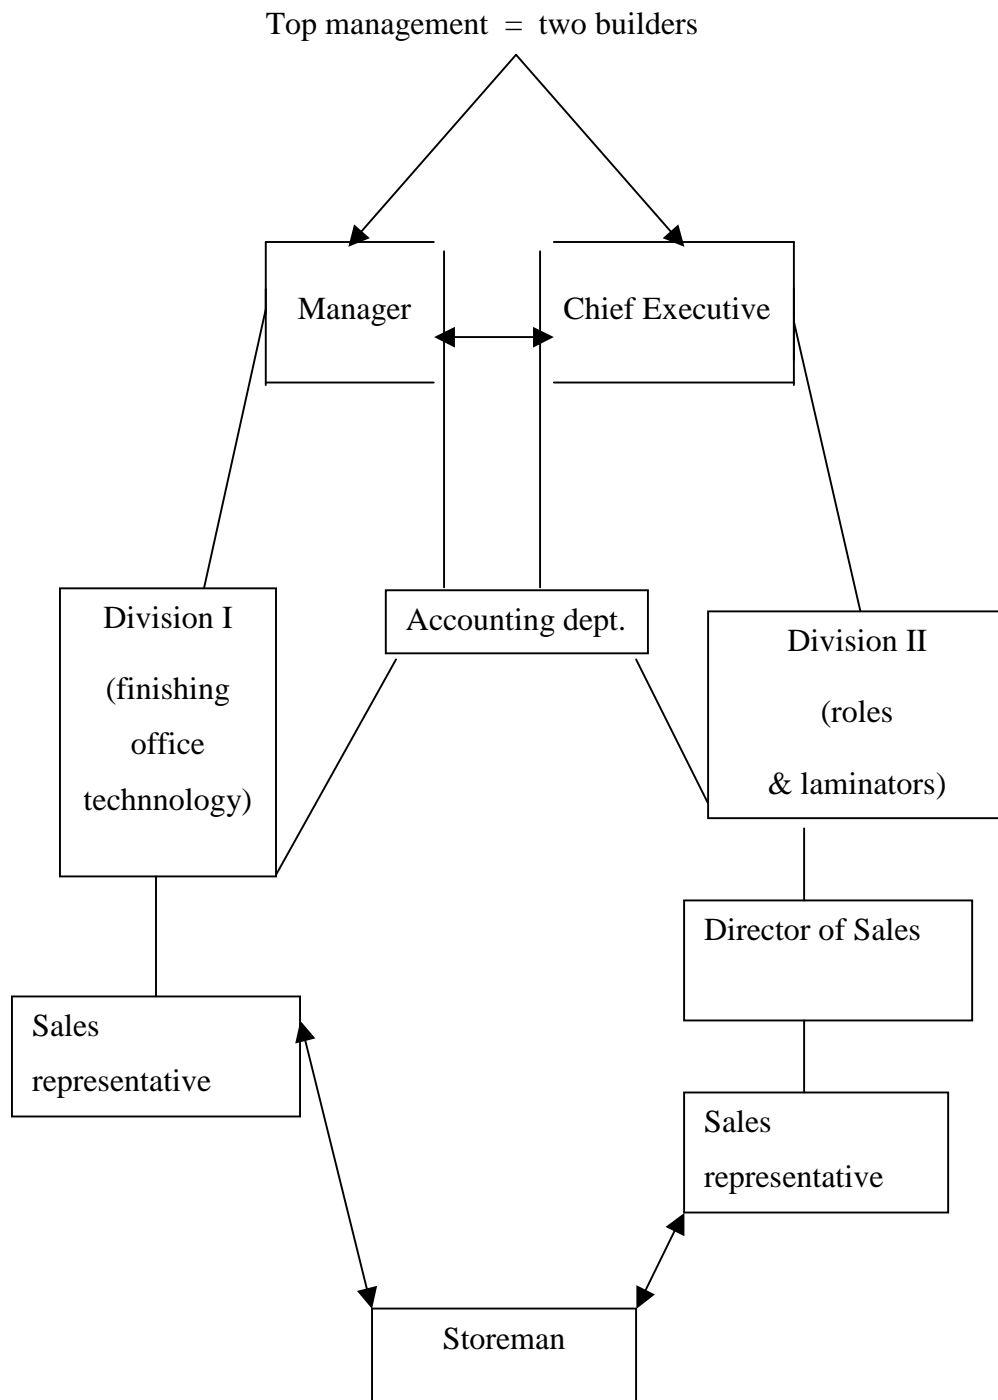 Top management = two builders
Manager
Chief Executive
Division I
(finishing
office
technnology)
Accounting dept.
Division II
(roles
& laminators)
Director of Sales
Sales
representative
Sales
representative
Storeman